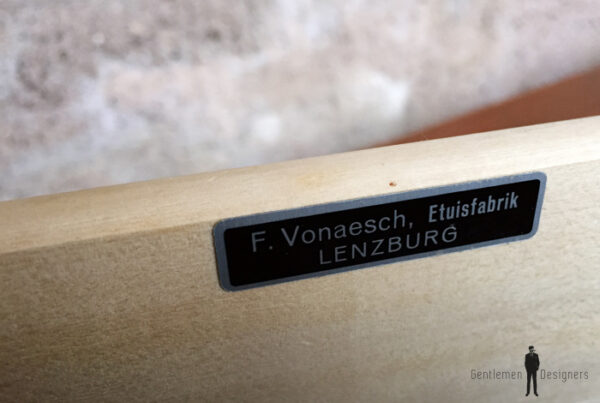 F. Vonaesch, Etuisfabrik
LENZBURG
Gentlemen Designers